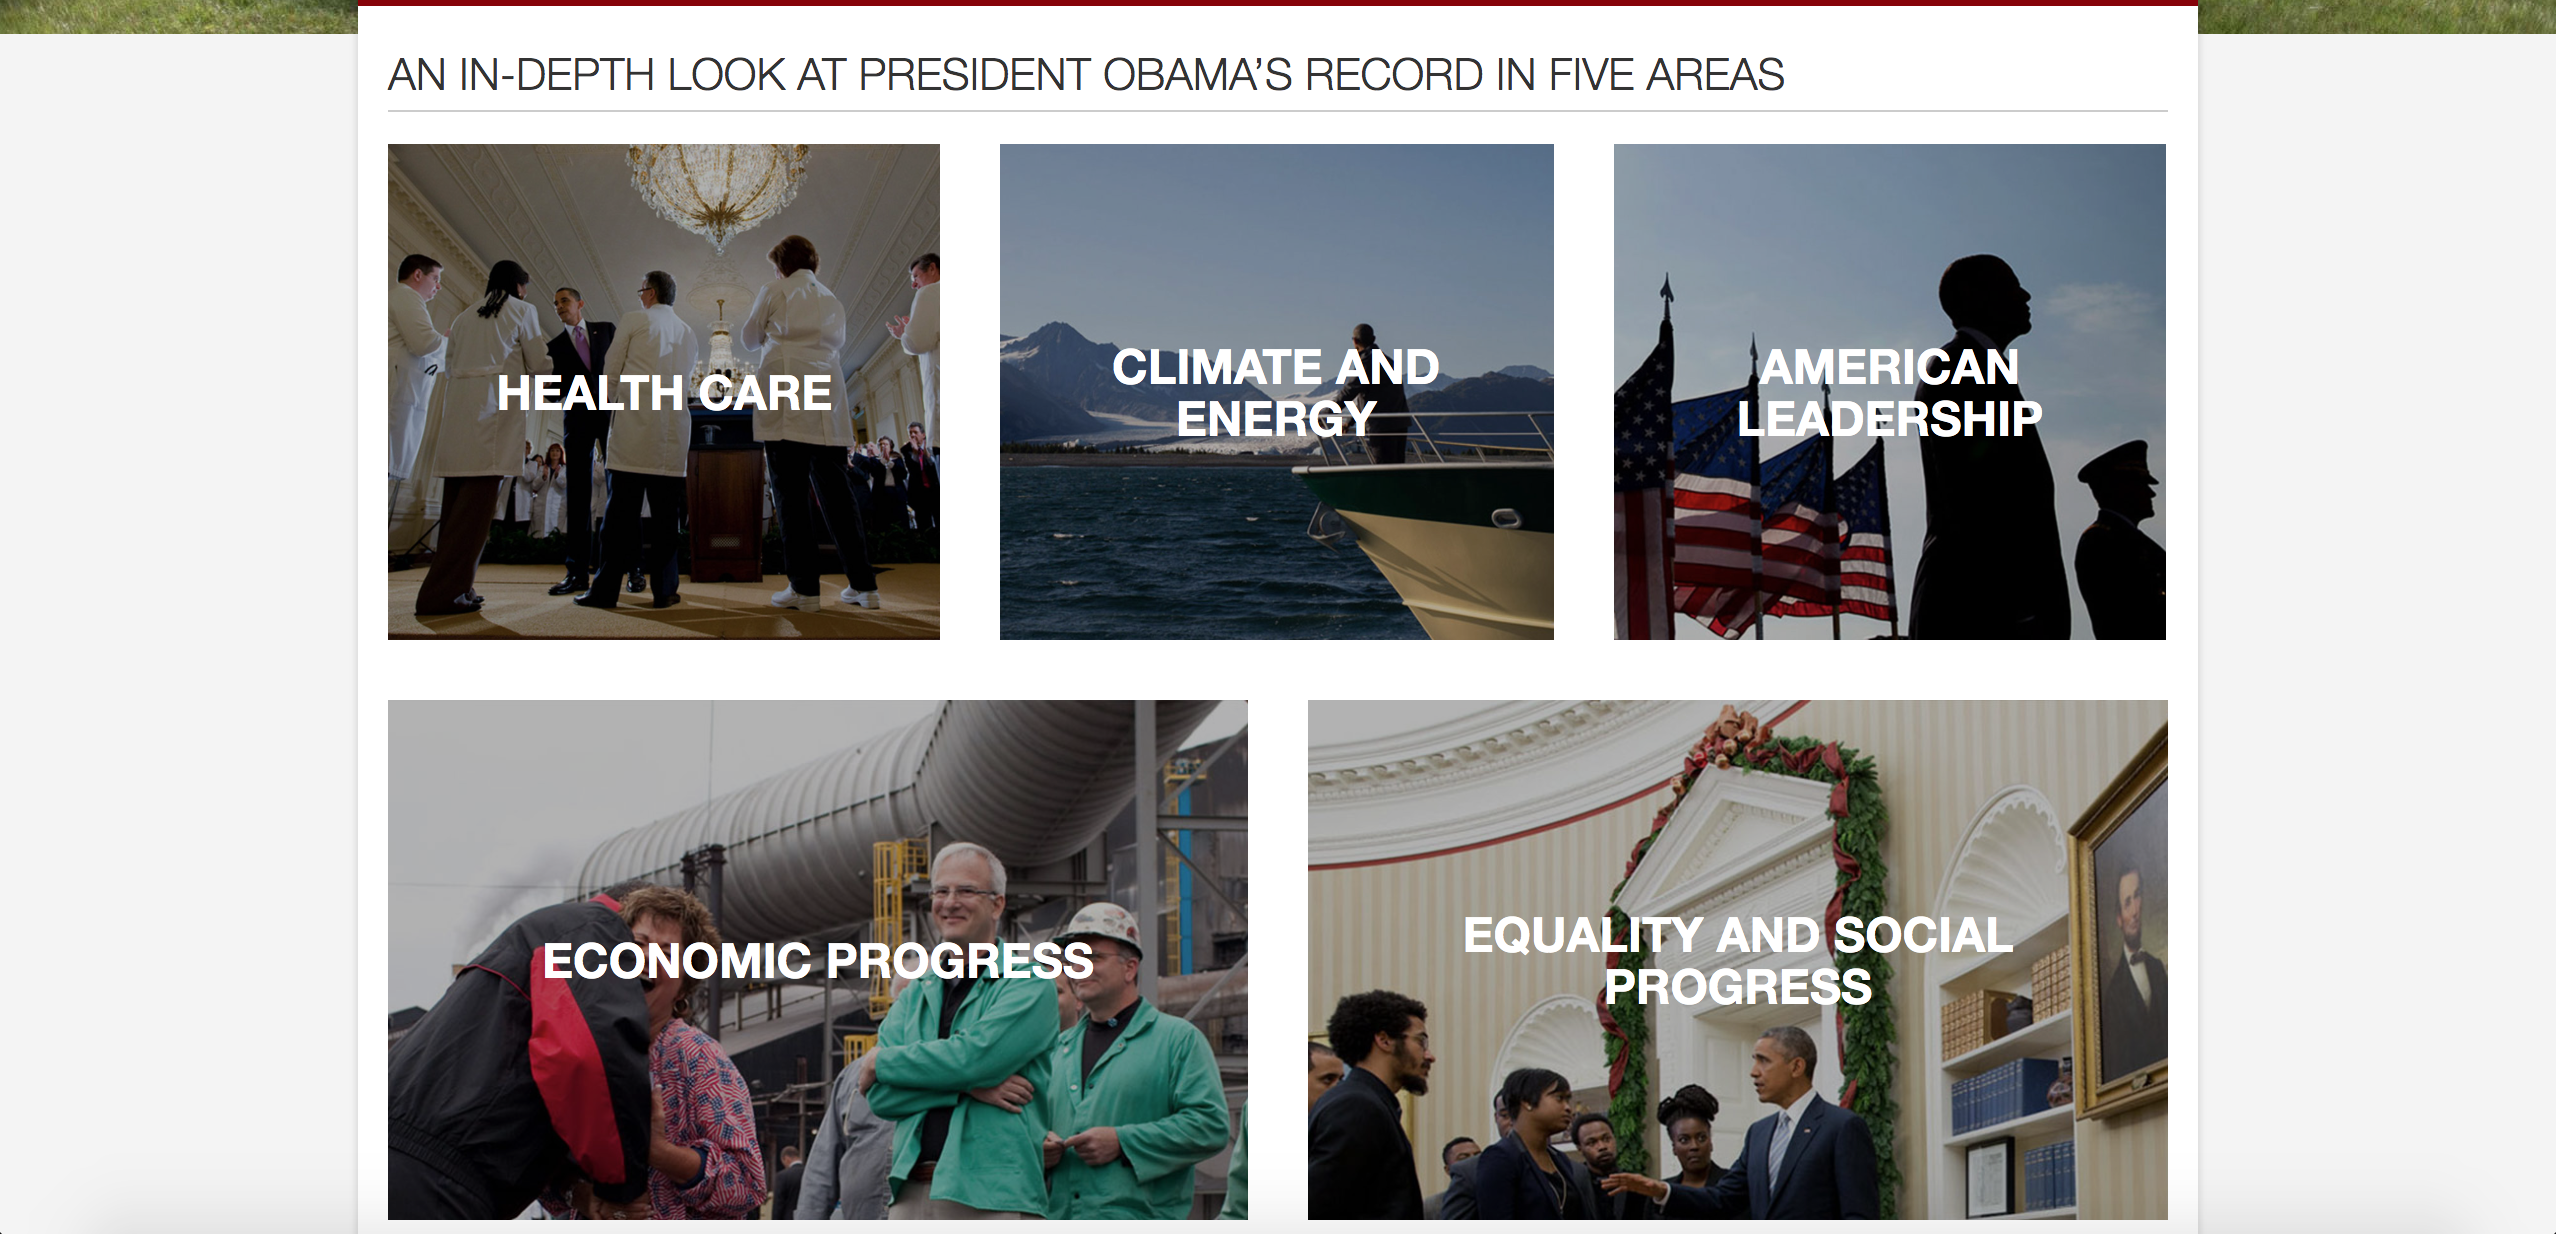 AN IN-DEPTH LOOK AT PRESIDENT OBAMA’S RECORD IN FIVE AREAS
HEALTH CARE
CLIMATE AND
ENERGY
AMERICAN
LEADERSHIP
ECONOMIC PROGRESS
EQUALITY AND SOCIAL
PROGRESS